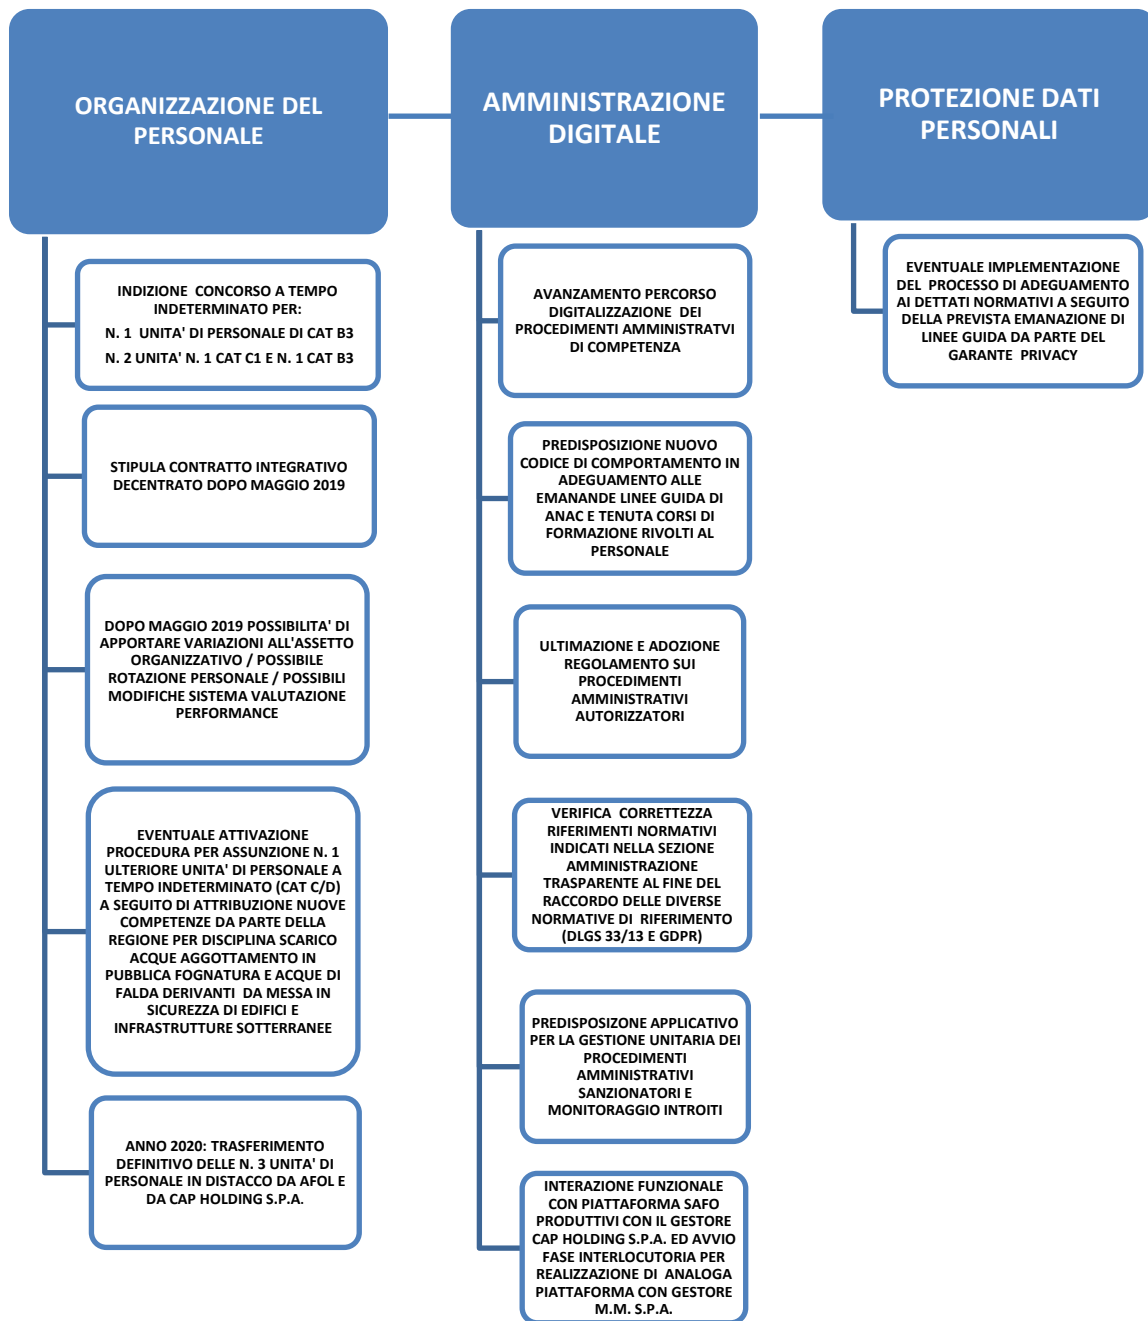 ORGANIZZAZIONE DEL
PERSONALE
INDIZIONE CONCORSO A TEMPO
INDETERMINATO PER:
N. 1 UNITA' DI PERSONALE DI CAT B3
N. 2 UNITA' N. 1 CAT C1 E N. 1 CAT B3
STIPULA CONTRATTO INTEGRATIVO
DECENTRATO DOPO MAGGIO 2019
DOPO MAGGIO 2019 POSSIBILITA' DI
APPORTARE VARIAZIONI ALL'ASSETTO
ORGANIZZATIVO / POSSIBILE
ROTAZIONE PERSONALE / POSSIBILI
MODIFICHE SISTEMA VALUTAZIONE
PERFORMANCE
EVENTUALE ATTIVAZIONE
PROCEDURA PER ASSUNZIONE N. 1
ULTERIORE UNITA' DI PERSONALE A
TEMPO INDETERMINATO (CAT C/D)
A SEGUITO DI ATTRIBUZIONE NUOVE
COMPETENZE DA PARTE DELLA
REGIONE PER DISCIPLINA SCARICO
ACQUE AGGOTTAMENTO IN
PUBBLICA FOGNATURA E ACQUE DI
FALDA DERIVANTI DA MESSA IN
SICUREZZA DI EDIFICI E
INFRASTRUTTURE SOTTERRANEE
ANNO 2020: TRASFERIMENTO
DEFINITIVO DELLE N. 3 UNITA' DI
PERSONALE IN DISTACCO DA AFOL E
DA CAP HOLDING S.P.A.
AMMINISTRAZIONE
DIGITALE
AVANZAMENTO PERCORSO
DIGITALIZZAZIONE DEI
PROCEDIMENTI AMMINISTRATVI
DI COMPETENZA
PREDISPOSIZIONE NUOVO
CODICE DI COMPORTAMENTO IN
ADEGUAMENTO ALLE
EMANANDE LINEE GUIDA DI
ANAC E TENUTA CORSI DI
FORMAZIONE RIVOLTI AL
PERSONALE
ULTIMAZIONE E ADOZIONE
REGOLAMENTO SUI
PROCEDIMENTI
AMMINISTRATIVI
AUTORIZZATORI
VERIFICA CORRETTEZZA
RIFERIMENTI NORMATIVI
INDICATI NELLA SEZIONE
AMMINISTRAZIONE
TRASPARENTE AL FINE DEL
RACCORDO DELLE DIVERSE
NORMATIVE DI RIFERIMENTO
(DLGS 33/13 E GDPR)
PREDISPOSIZONE APPLICATIVO
PER LA GESTIONE UNITARIA DEI
PROCEDIMENTI
AMMINISTRATIVI
SANZIONATORI E
MONITORAGGIO INTROITI
INTERAZIONE FUNZIONALE
CON PIATTAFORMA SAFO
PRODUTTIVI CON IL GESTORE
CAP HOLDING S.P.A. ED AVVIO
FASE INTERLOCUTORIA PER
REALIZZAZIONE DI ANALOGA
PIATTAFORMA CON GESTORE
M.M. S.P.A.
PROTEZIONE DATI
PERSONALI
EVENTUALE IMPLEMENTAZIONE
DEL PROCESSO DI ADEGUAMENTO
AI DETTATI NORMATIVI A SEGUITO
DELLA PREVISTA EMANAZIONE DI
LINEE GUIDA DA PARTE DEL
GARANTE PRIVACY